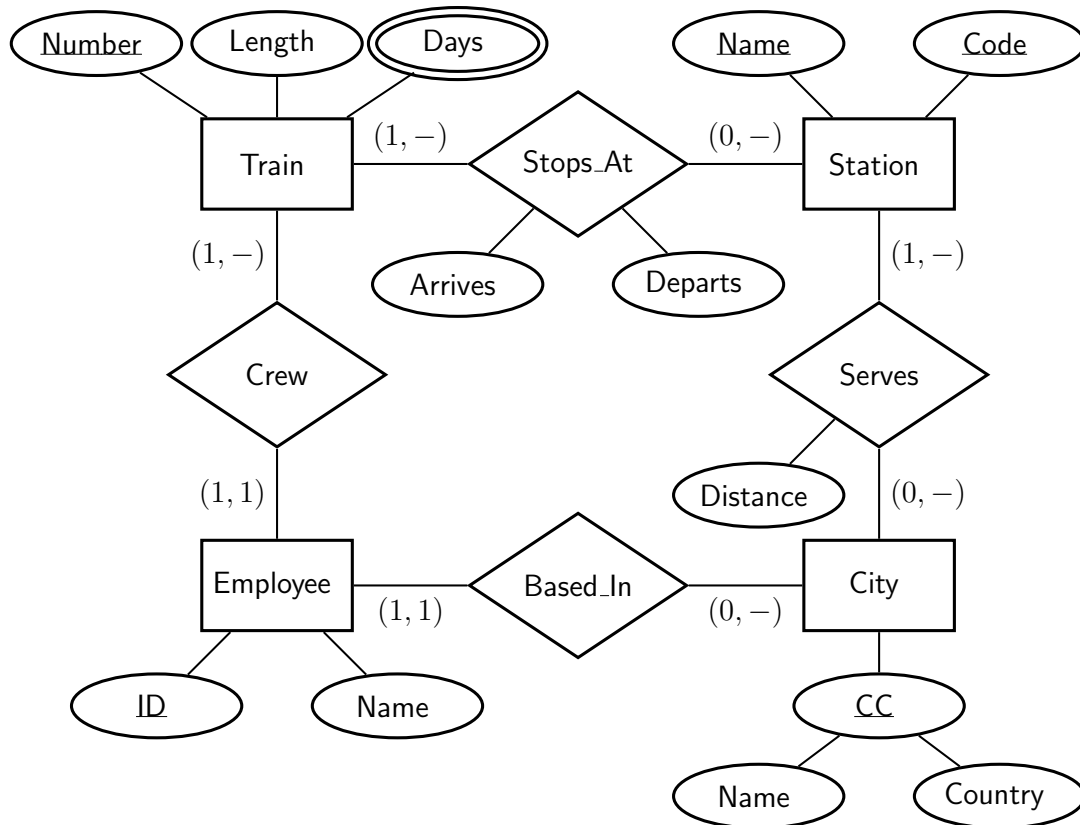 Number
Length
Days
Name
Code
Train
(1, −)
Stops_At
(0, −)
Station
(1, −)
Arrives
Departs
(1, −)
Crew
Serves
(1, 1)
Distance
(0, −)
Employee
(1, 1)
Based_In
(0, −)
City
ID
Name
CC
Name
Country